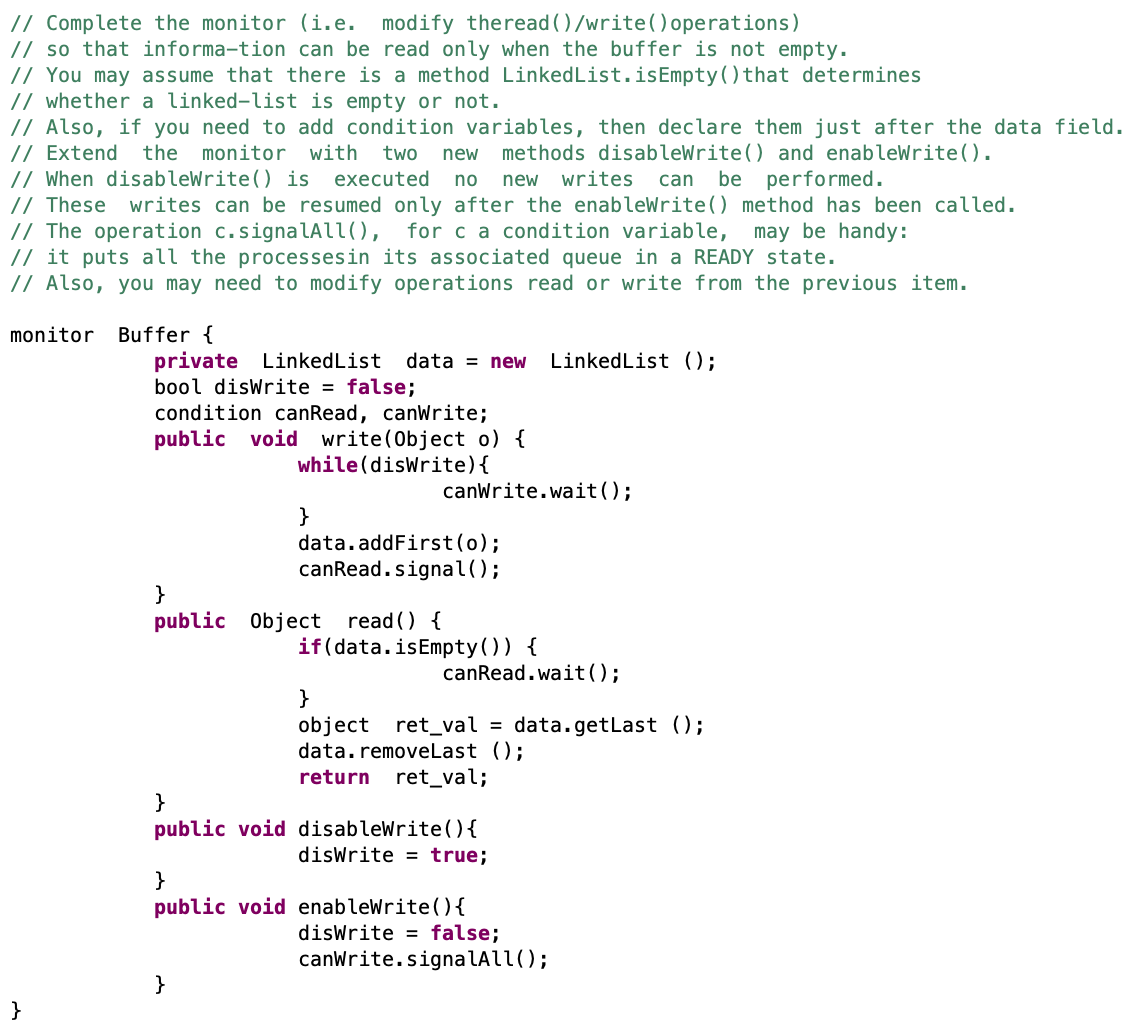 // Complete the monitor (i.e.  modify theread()/write()operations)
// so that informa-tion can be read only when the buffer is not empty.
// You may assume that there is a method LinkedList.isEmpty()that determines
// whether a linked-list is empty or not.
// Also, if you need to add condition variables, then declare them just after the data field.
// Extend  the  monitor  with  two  new  methods disableWrite() and enableWrite().
// When disableWrite() is  executed  no  new  writes  can  be  performed.
// These  writes can be resumed only after the enableWrite() method has been called.
// The operation c.signalAll(),  for c a condition variable,  may be handy:
// it puts all the processesin its associated queue in a READY state.
// Also, you may need to modify operations read or write from the previous item.

monitor  Buffer {
            private  LinkedList  data = new  LinkedList ();
            bool disWrite = false;
            condition canRead, canWrite;
            public  void  write(Object o) {
                        while(disWrite){
                                    canWrite.wait();
                        }
                        data.addFirst(o);
                        canRead.signal();
            }
            public  Object  read() {
                        if(data.isEmpty()) {
                                    canRead.wait();
                        }
                        object  ret_val = data.getLast ();
                        data.removeLast ();
                        return  ret_val;
            }
            public void disableWrite(){
                        disWrite = true;
            }
            public void enableWrite(){
                        disWrite = false;
                        canWrite.signalAll();
            }
}